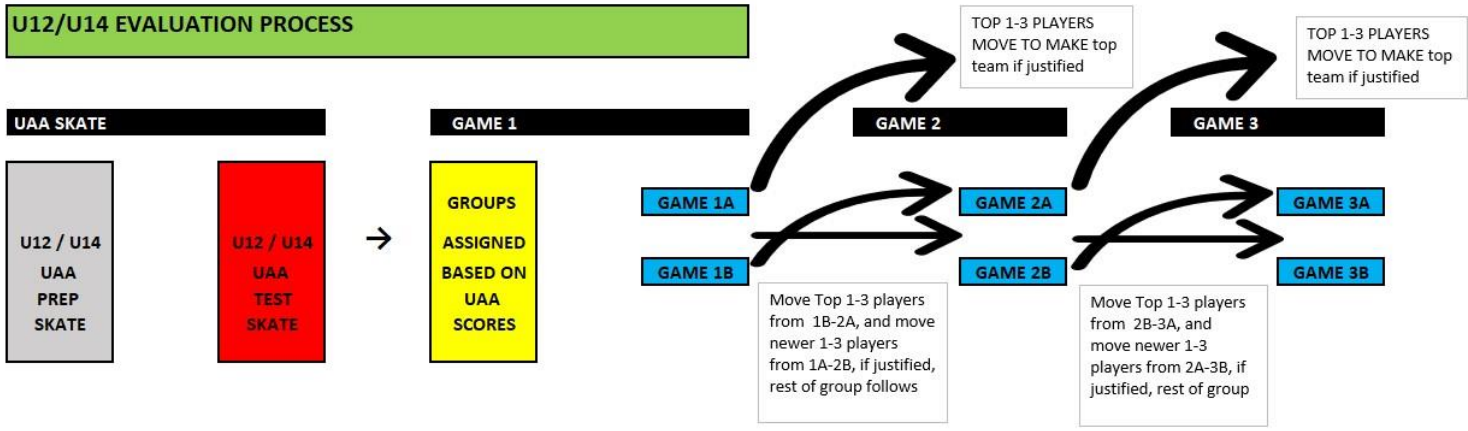 U12/U14 EVALUATION PROCESS
TOP 1-3 PLAYERS
MOVE TO MAKE top
team if justified
TOP 1-3 PLAYERS
MOVE TO MAKE top
team if justified
UAA SKATE
GAME 1
GAME 2
GAME 3
U12 / U14
UAA
PREP
SKATE
U12 / U14
UAA
TEST
SKATE
→
GROUPS
ASSIGNED
BASED ON
UAA
SCORES
GAME 1A
GAME 1B
GAME 2A
GAME 2B
GAME 3A
GAME 3B
Move Top 1-3 players
from 1B-2A, and move
newer 1-3 players
from 1A-2B, if justified,
rest of group follows
Move Top 1-3 players
from 2B-3A, and
move newer 1-3
players from 2A-3B, if
justified, rest of group